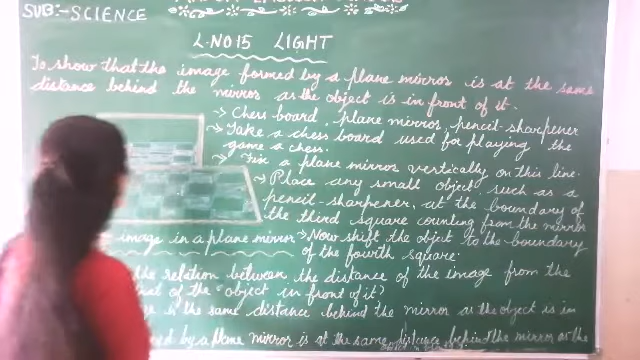 SUB:- SCIENCE
L.NO 15 LIGHT
To show that the image formed by a plane mirror is at the same
distance behind the mirror as the object is in front of it.
→ Chess board, plane mirror, pencil-sharpener
→ Take a chess board used for playing the
game a chess.
→ Fix a plane mirror vertically on this line.
→ Place any small object such as a
pencil-sharpener, at the boundary of
the third square counting from the mirror
image in a plane mirror → Now shift the object to the boundary
of the fourth square.
the relation between the distance of the image from the
that of the object in front of it?
is the same distance behind the mirror as the object is in
by a plane mirror is at the same distance behind the mirror as the